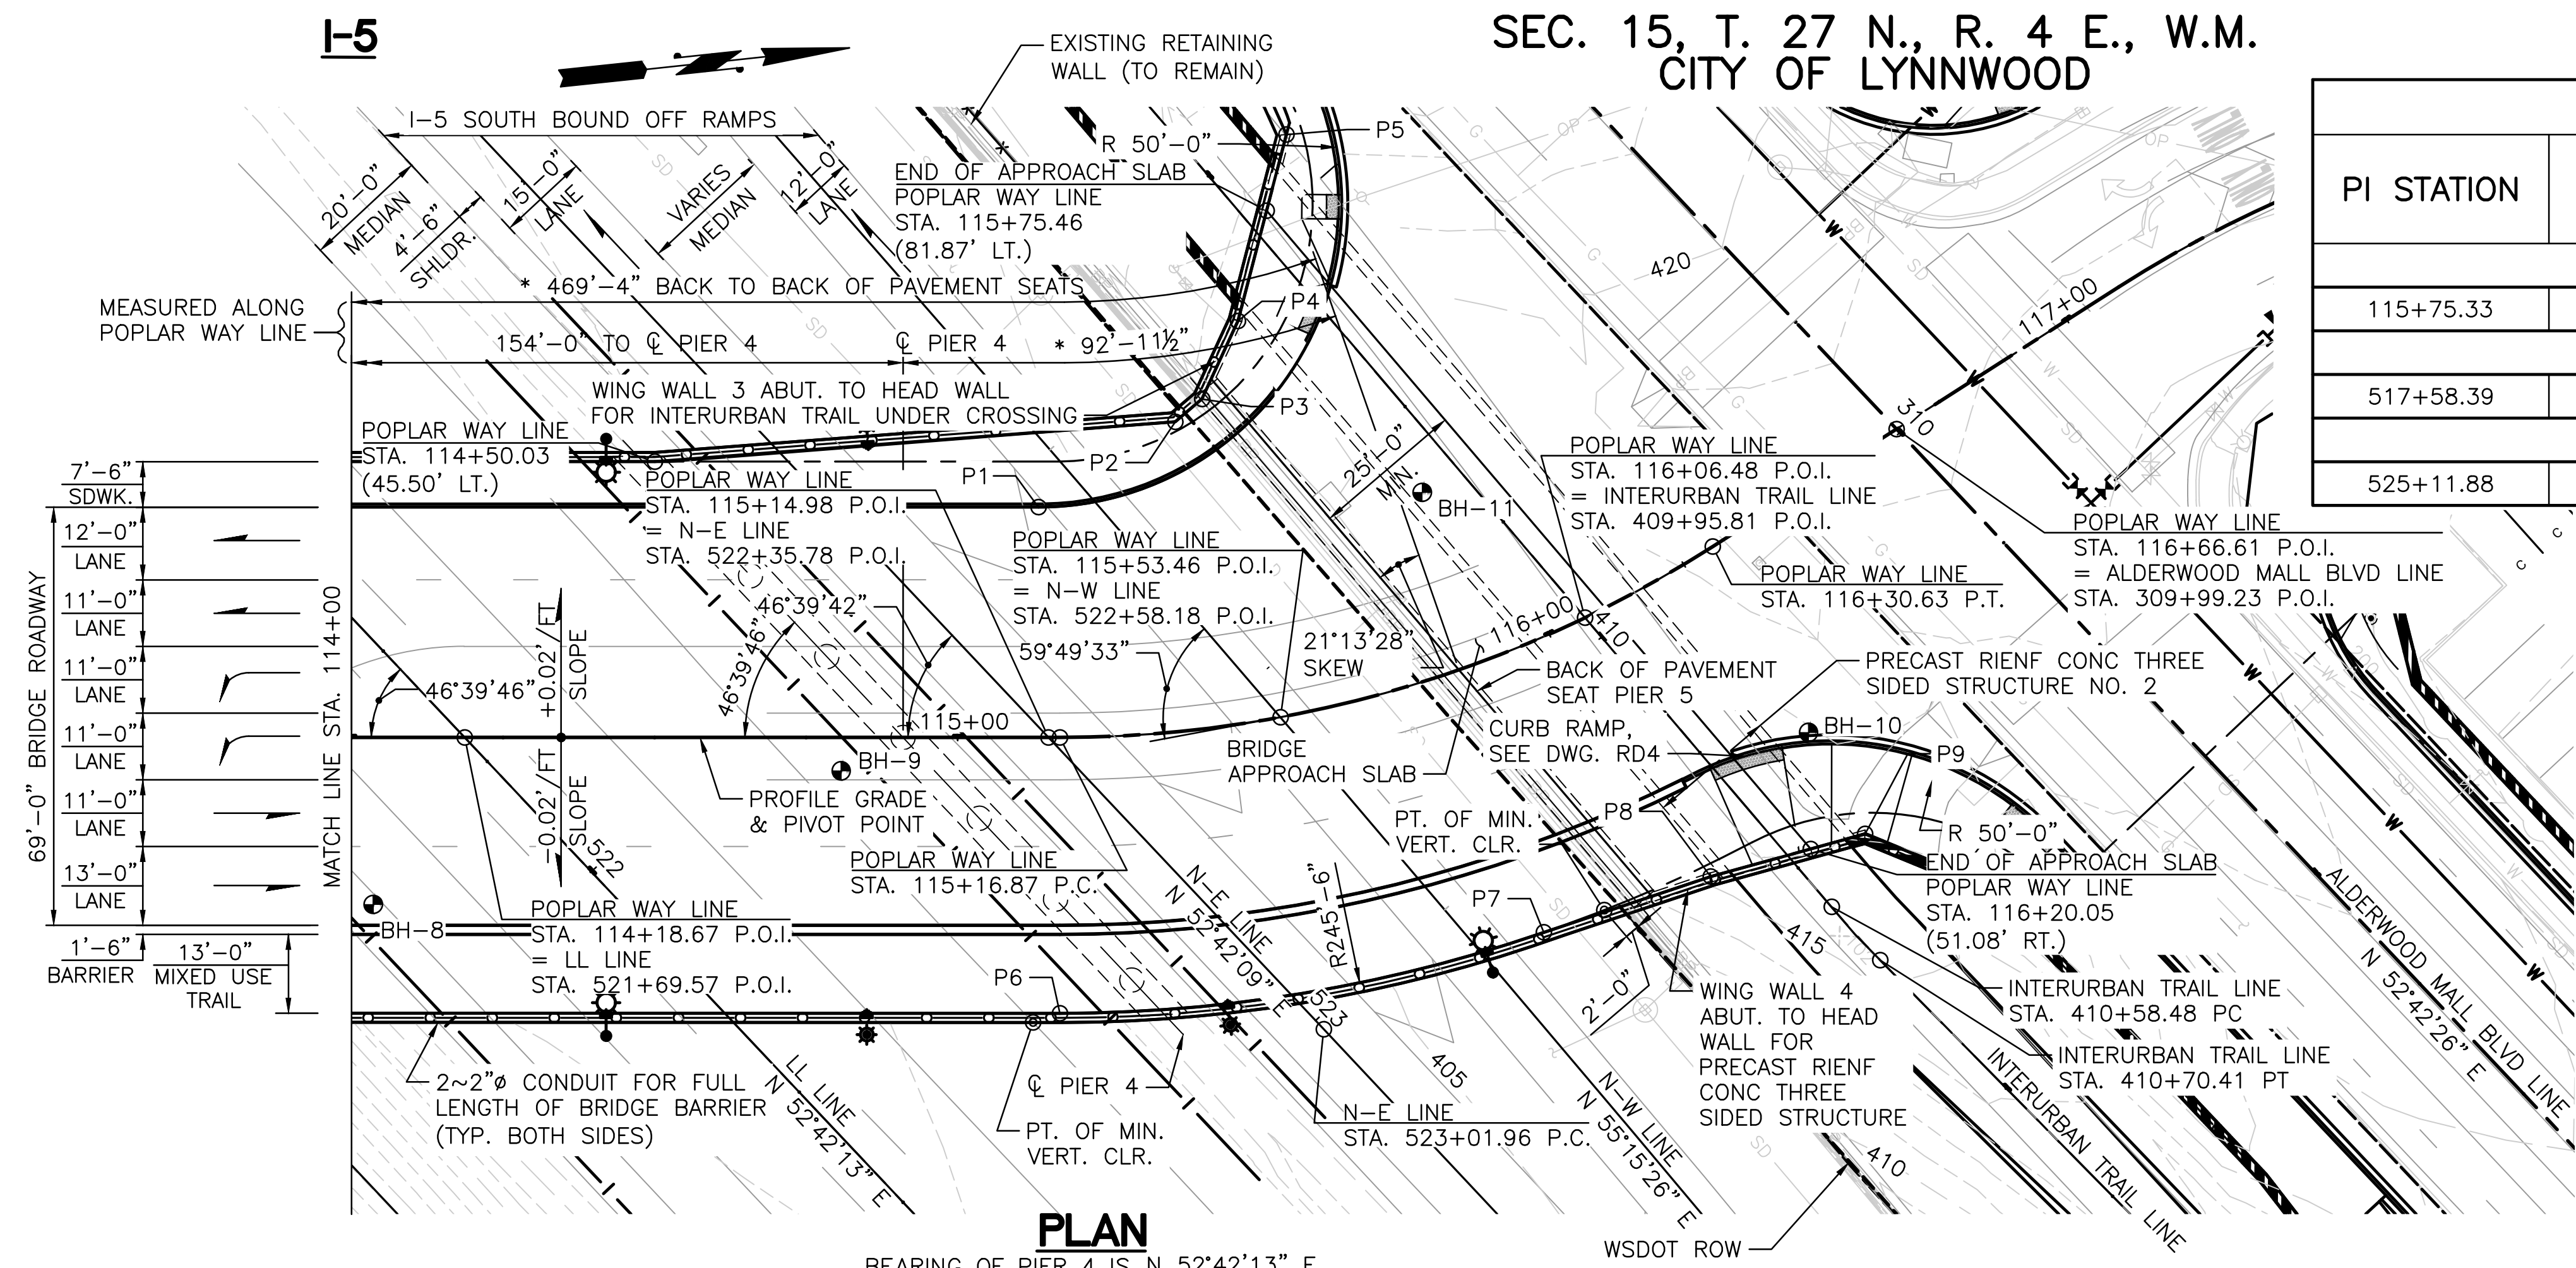 I-5
SEC. 15, T. 27 N., R. 4 E., W.M.
CITY OF LYNNWOOD
EXISTING RETAINING
WALL (TO REMAIN)
I-5 SOUTH BOUND OFF RAMPS
20'-0"
MEDIAN
4'-6"
SHLDR.
15'-0"
LANE
VARIES
MEDIAN
12'-0"
LANE
R 50'-0"
P5
END OF APPROACH SLAB
POPLAR WAY LINE
STA. 115+75.46
(81.87' LT.)
PI STATION
115+75.33
517+58.39
525+11.88
MEASURED ALONG
POPLAR WAY LINE
* 469'-4" BACK TO BACK OF PAVEMENT SEATS
154'-0" TO ℄ PIER 4
℄ PIER 4
* 92'-11½"
P4
WING WALL 3 ABUT. TO HEAD WALL
FOR INTERURBAN TRAIL UNDER CROSSING
P3
420
117+00
310
POPLAR WAY LINE
STA. 114+50.03
(45.50' LT.)
P2
P1
7'-6"
SDWK.
12'-0"
LANE
11'-0"
LANE
11'-0"
LANE
11'-0"
LANE
11'-0"
LANE
13'-0"
LANE
69'-0" BRIDGE ROADWAY
1'-6"
BARRIER
13'-0"
MIXED USE
TRAIL
MATCH LINE STA. 114+00
POPLAR WAY LINE
STA. 115+14.98 P.O.I.
= N-E LINE
STA. 522+35.78 P.O.I.
POPLAR WAY LINE
STA. 115+53.46 P.O.I.
= N-W LINE
STA. 522+58.18 P.O.I.
25'-0"
MIN.
BH-11
POPLAR WAY LINE
STA. 116+06.48 P.O.I.
= INTERURBAN TRAIL LINE
STA. 409+95.81 P.O.I.
POPLAR WAY LINE
STA. 116+30.63 P.T.
POPLAR WAY LINE
STA. 116+66.61 P.O.I.
= ALDERWOOD MALL BLVD LINE
STA. 309+99.23 P.O.I.
46°39'46"
+0.02'/FT
SLOPE
-0.02'/FT
SLOPE
46°39'46"
46°39'42"
59°49'33"
21°13'28"
SKEW
115+00
116+00
410
BH-9
PROFILE GRADE
& PIVOT POINT
BRIDGE
APPROACH SLAB
BACK OF PAVEMENT
SEAT PIER 5
CURB RAMP,
SEE DWG. RD4
PRECAST RIENF CONC THREE
SIDED STRUCTURE NO. 2
BH-10
P9
P8
PT. OF MIN.
VERT. CLR.
R 50'-0"
END OF APPROACH SLAB
POPLAR WAY LINE
STA. 116+20.05
(51.08' RT.)
POPLAR WAY LINE
STA. 115+16.87 P.C.
522
BH-8
POPLAR WAY LINE
STA. 114+18.67 P.O.I.
= LL LINE
STA. 521+69.57 P.O.I.
P6
P7
R245'-6"
2'-0"
N-E LINE
N 52°42'09" E
523
415
INTERURBAN TRAIL LINE
STA. 410+58.48 PC
INTERURBAN TRAIL LINE
STA. 410+70.41 PT
WING WALL 4
ABUT. TO HEAD
WALL FOR
PRECAST RIENF
CONC THREE
SIDED STRUCTURE
2~2"ø CONDUIT FOR FULL
LENGTH OF BRIDGE BARRIER
(TYP. BOTH SIDES)
LL LINE
N 52°42'13" E
℄ PIER 4
PT. OF MIN.
VERT. CLR.
N-E LINE
STA. 523+01.96 P.C.
405
N-W LINE
N 55°15'26" E
410
INTERURBAN TRAIL LINE
ALDERWOOD MALL BLVD LINE
N 52°42'26" E
WSDOT ROW
PLAN
BEARING OF PIER 4 IS N 52°42'13" E